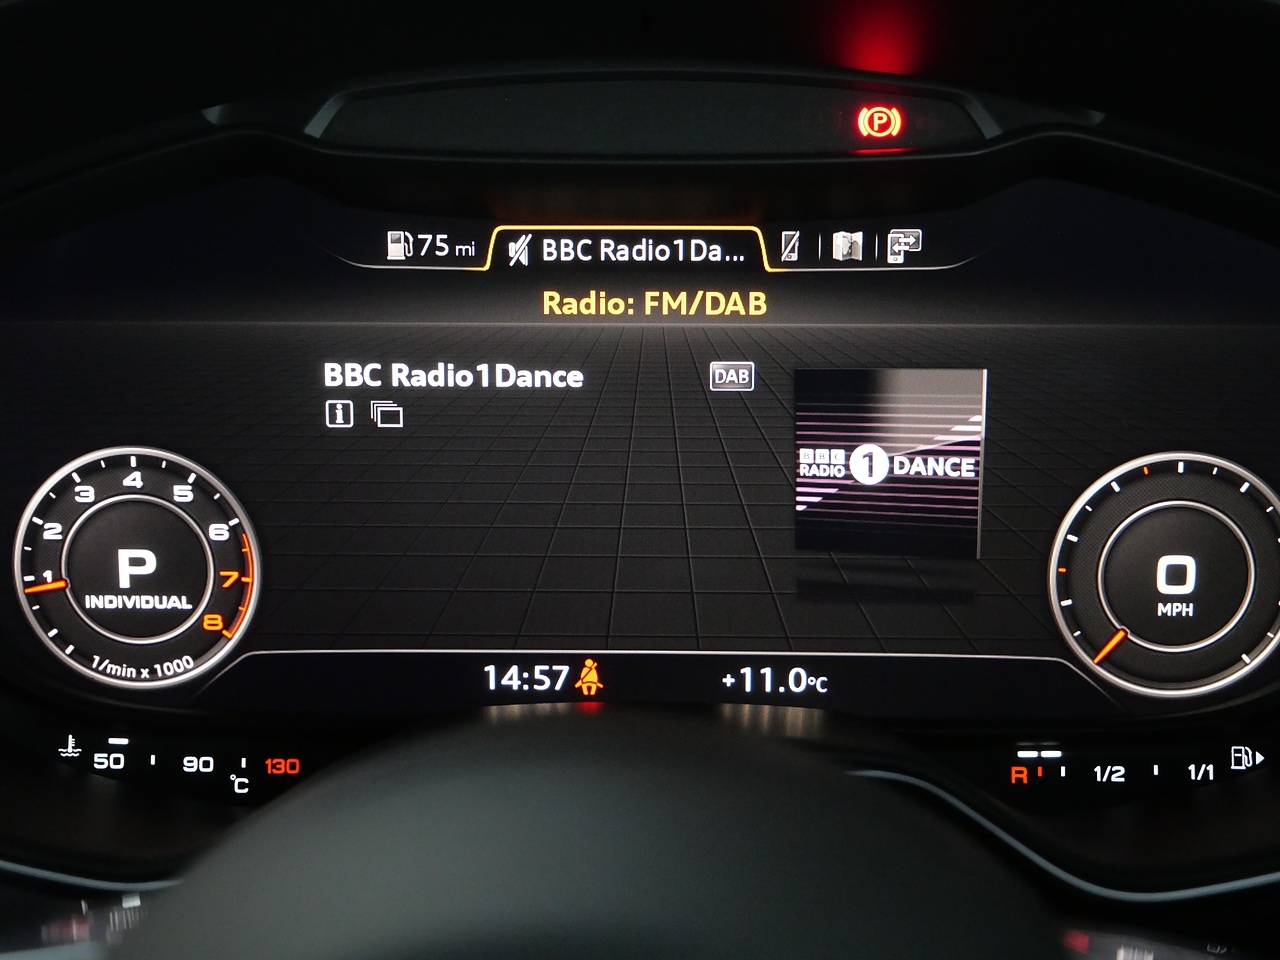 P
75 mi
BBC Radio1Da...
Radio: FM/DAB
BBC Radio1Dance
DAB
i
BBC
RADIO 1 DANCE
1 2 3 4 5 6 7 8
P
INDIVIDUAL
1/min x 1000
0
MPH
14:57
+11.0°C
50 90 130
°C
R 1/2 1/1